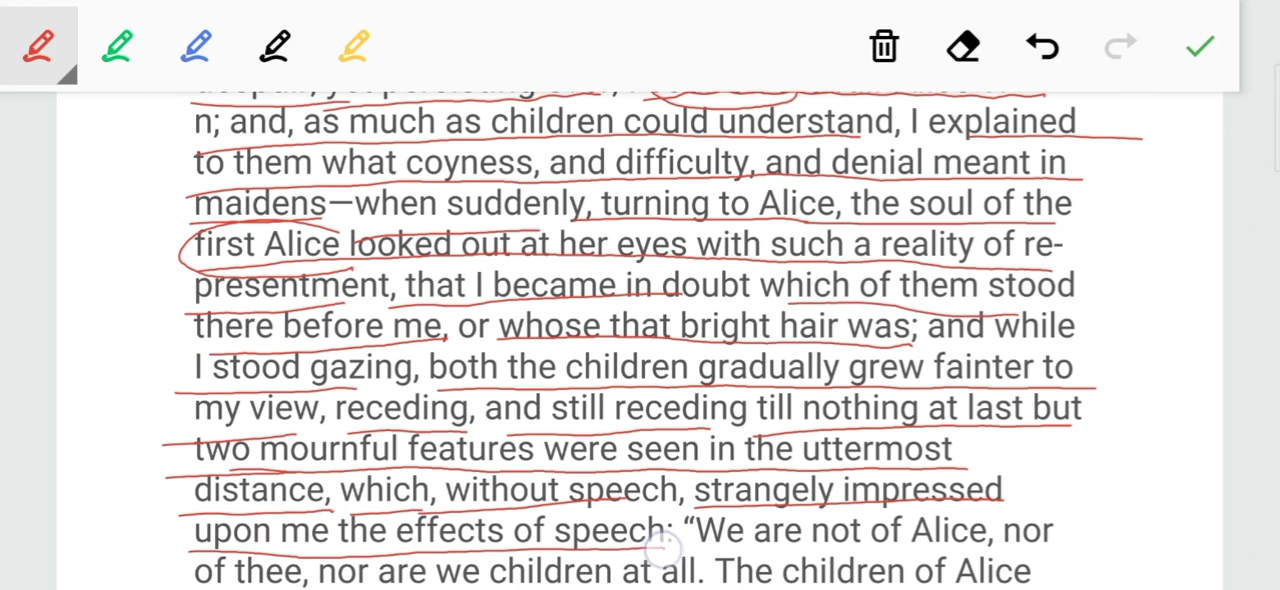 n; and, as much as children could understand, I explained
to them what coyness, and difficulty, and denial meant in
maidens—when suddenly, turning to Alice, the soul of the
first Alice looked out at her eyes with such a reality of re-
presentment, that I became in doubt which of them stood
there before me, or whose that bright hair was; and while
I stood gazing, both the children gradually grew fainter to
my view, receding, and still receding till nothing at last but
two mournful features were seen in the uttermost
distance, which, without speech, strangely impressed
upon me the effects of speech: “We are not of Alice, nor
of thee, nor are we children at all. The children of Alice